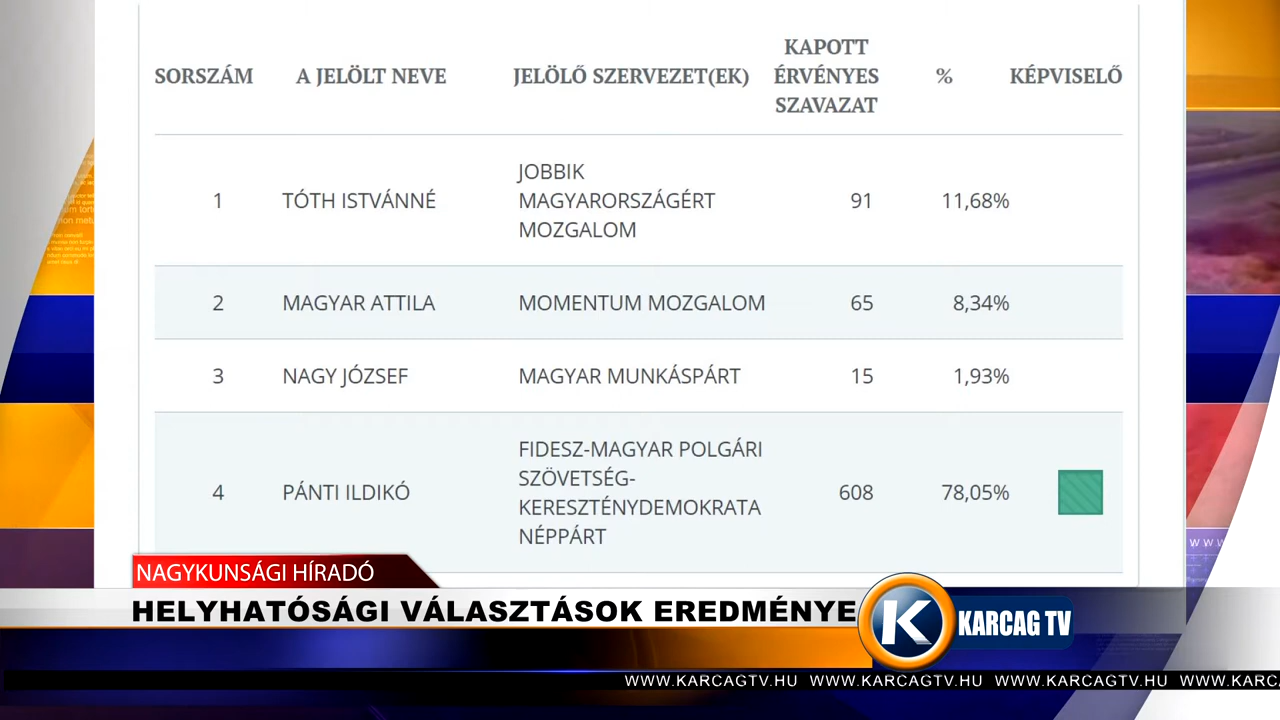 SORSZÁM A JELÖLT NEVE JELÖLŐ SZERVEZET(EK) KAPOTT ÉRVÉNYES SZAVAZAT % KÉPVISELŐ
1 TÓTH ISTVÁNNÉ JOBBIK MAGYARORSZÁGÉRT MOZGALOM 91 11,68%
2 MAGYAR ATTILA MOMENTUM MOZGALOM 65 8,34%
3 NAGY JÓZSEF MAGYAR MUNKÁSPÁRT 15 1,93%
4 PÁNTI ILDIKÓ FIDESZ-MAGYAR POLGÁRI SZÖVETSÉG-KERESZTÉNYDEMOKRATA NÉPPÁRT 608 78,05%
NAGYKUNSÁGI HÍRADÓ
HELYHATÓSÁGI VÁLASZTÁSOK EREDMÉNYE
K KARCAG TV
WWW.KARCAGTV.HU WWW.KARCAGTV.HU WWW.KARCAGTV.HU WWW.KARC